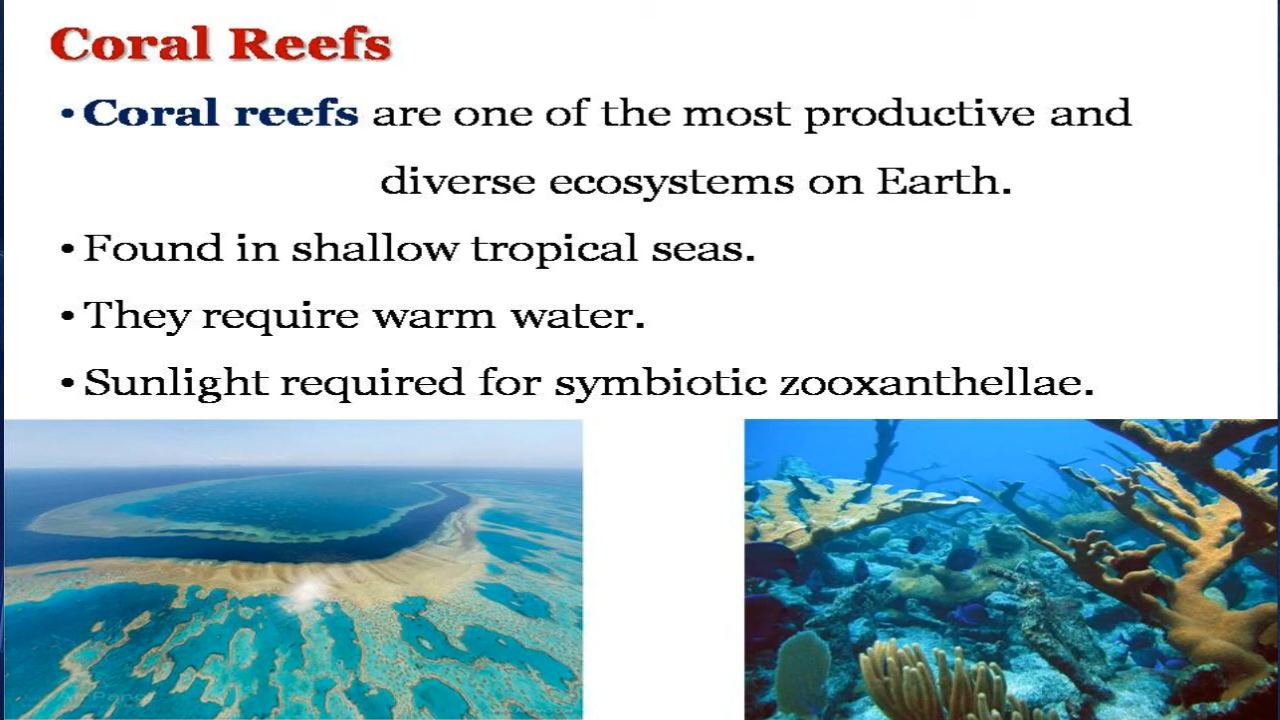 Coral Reefs
• Coral reefs are one of the most productive and
diverse ecosystems on Earth.
• Found in shallow tropical seas.
• They require warm water.
• Sunlight required for symbiotic zooxanthellae.